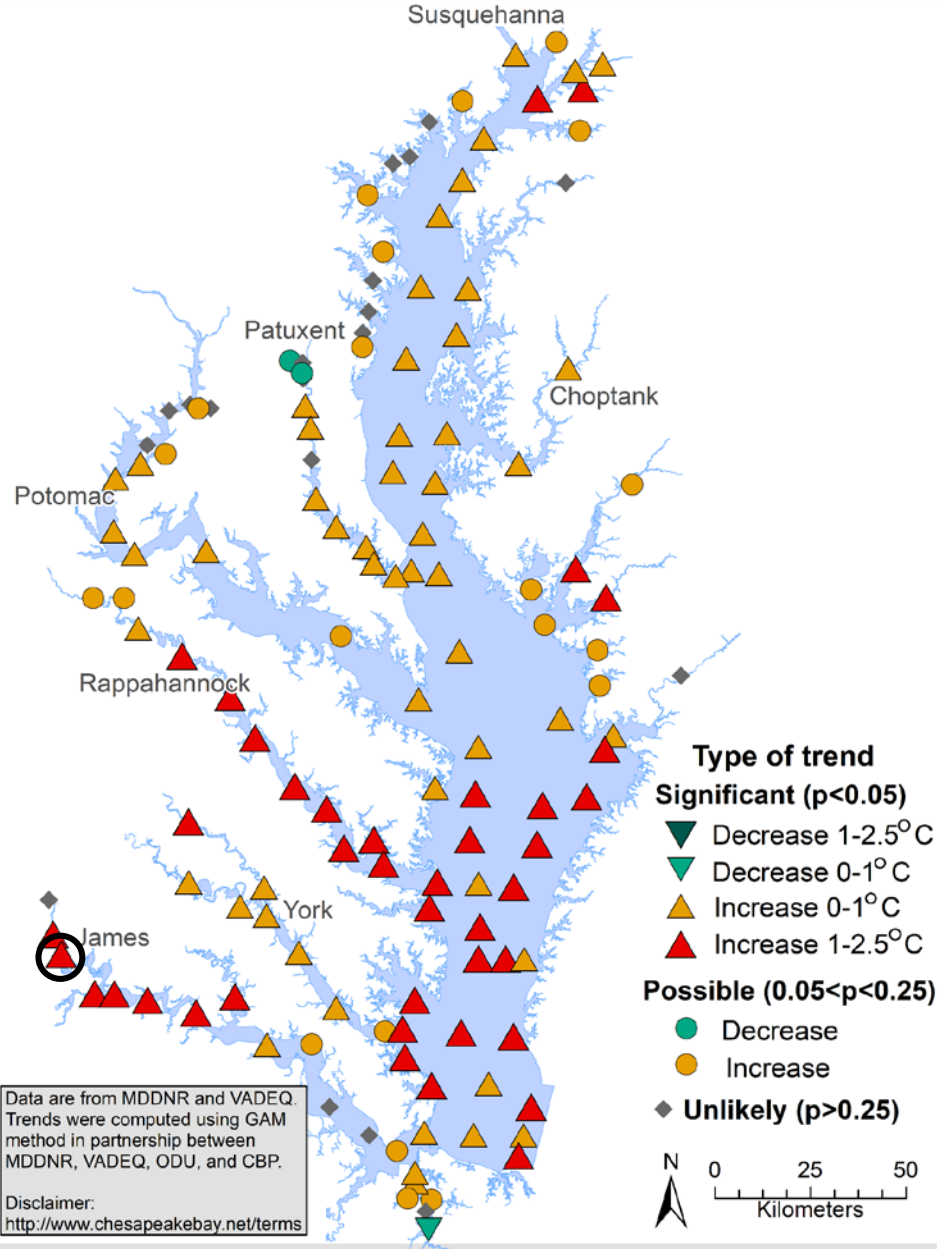 Susquehanna
Patuxent
Choptank
Potomac
Rappahannock
York
James
Type of trend
Significant (p<0.05)
Decrease 1-2.5°C
Decrease 0-1°C
Increase 0-1°C
Increase 1-2.5°C
Possible (0.05<p<0.25)
Decrease
Increase
Unlikely (p>0.25)
Data are from MDDNR and VADEQ.
Trends were computed using GAM
method in partnership between
MDDNR, VADEQ, ODU, and CBP.
Disclaimer:
http://www.chesapeakebay.net/terms
N
0 25 50
Kilometers